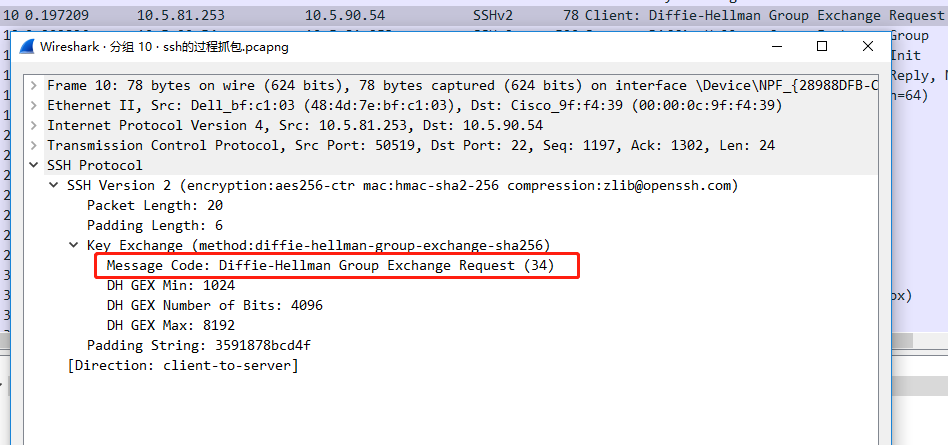 10 0.197209 10.5.81.253 10.5.90.54 SSHv2 78 Client: Diffie-Hellman Group Exchange Request
Group
Init
Reply, N
n=64)
ox)
Wireshark · 分组 10 · ssh的过程抓包.pcapng
Frame 10: 78 bytes on wire (624 bits), 78 bytes captured (624 bits) on interface \Device\NPF_{28988DFB-C
Ethernet II, Src: Dell_bf:c1:03 (48:4d:7e:bf:c1:03), Dst: Cisco_9f:f4:39 (00:00:0c:9f:f4:39)
Internet Protocol Version 4, Src: 10.5.81.253, Dst: 10.5.90.54
Transmission Control Protocol, Src Port: 50519, Dst Port: 22, Seq: 1197, Ack: 1302, Len: 24
SSH Protocol
SSH Version 2 (encryption:aes256-ctr mac:hmac-sha2-256 compression:zlib@openssh.com)
Packet Length: 20
Padding Length: 6
Key Exchange (method:diffie-hellman-group-exchange-sha256)
Message Code: Diffie-Hellman Group Exchange Request (34)
DH GEX Min: 1024
DH GEX Number of Bits: 4096
DH GEX Max: 8192
Padding String: 3591878bcd4f
[Direction: client-to-server]